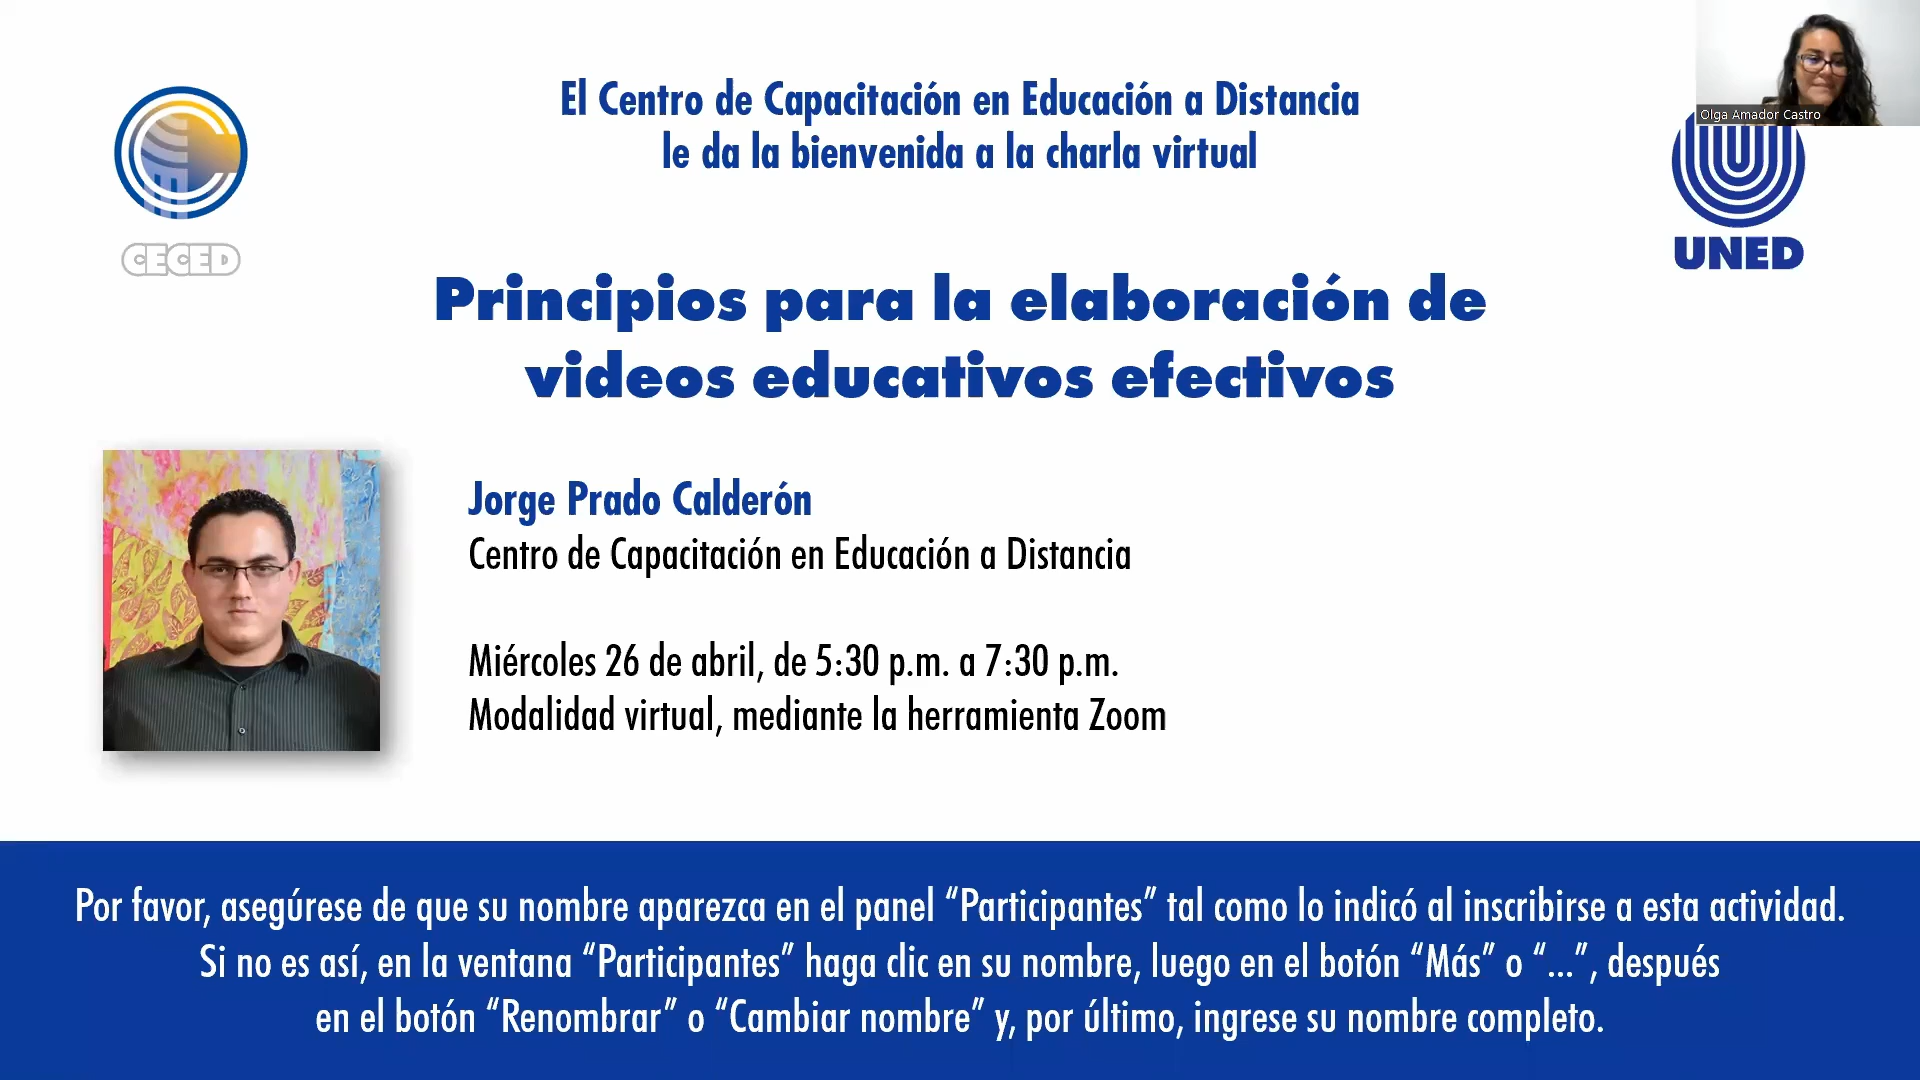 El Centro de Capacitación en Educación a Distancia
le da la bienvenida a la charla virtual
Olga Amador Castro
CECED
UNED
Principios para la elaboración de
videos educativos efectivos
Jorge Prado Calderón
Centro de Capacitación en Educación a Distancia
Miércoles 26 de abril, de 5:30 p.m. a 7:30 p.m.
Modalidad virtual, mediante la herramienta Zoom
Por favor, asegúrese de que su nombre aparezca en el panel “Participantes” tal como lo indicó al inscribirse a esta actividad.
Si no es así, en la ventana “Participantes” haga clic en su nombre, luego en el botón “Más” o “...”, después
en el botón “Renombrar” o “Cambiar nombre” y, por último, ingrese su nombre completo.